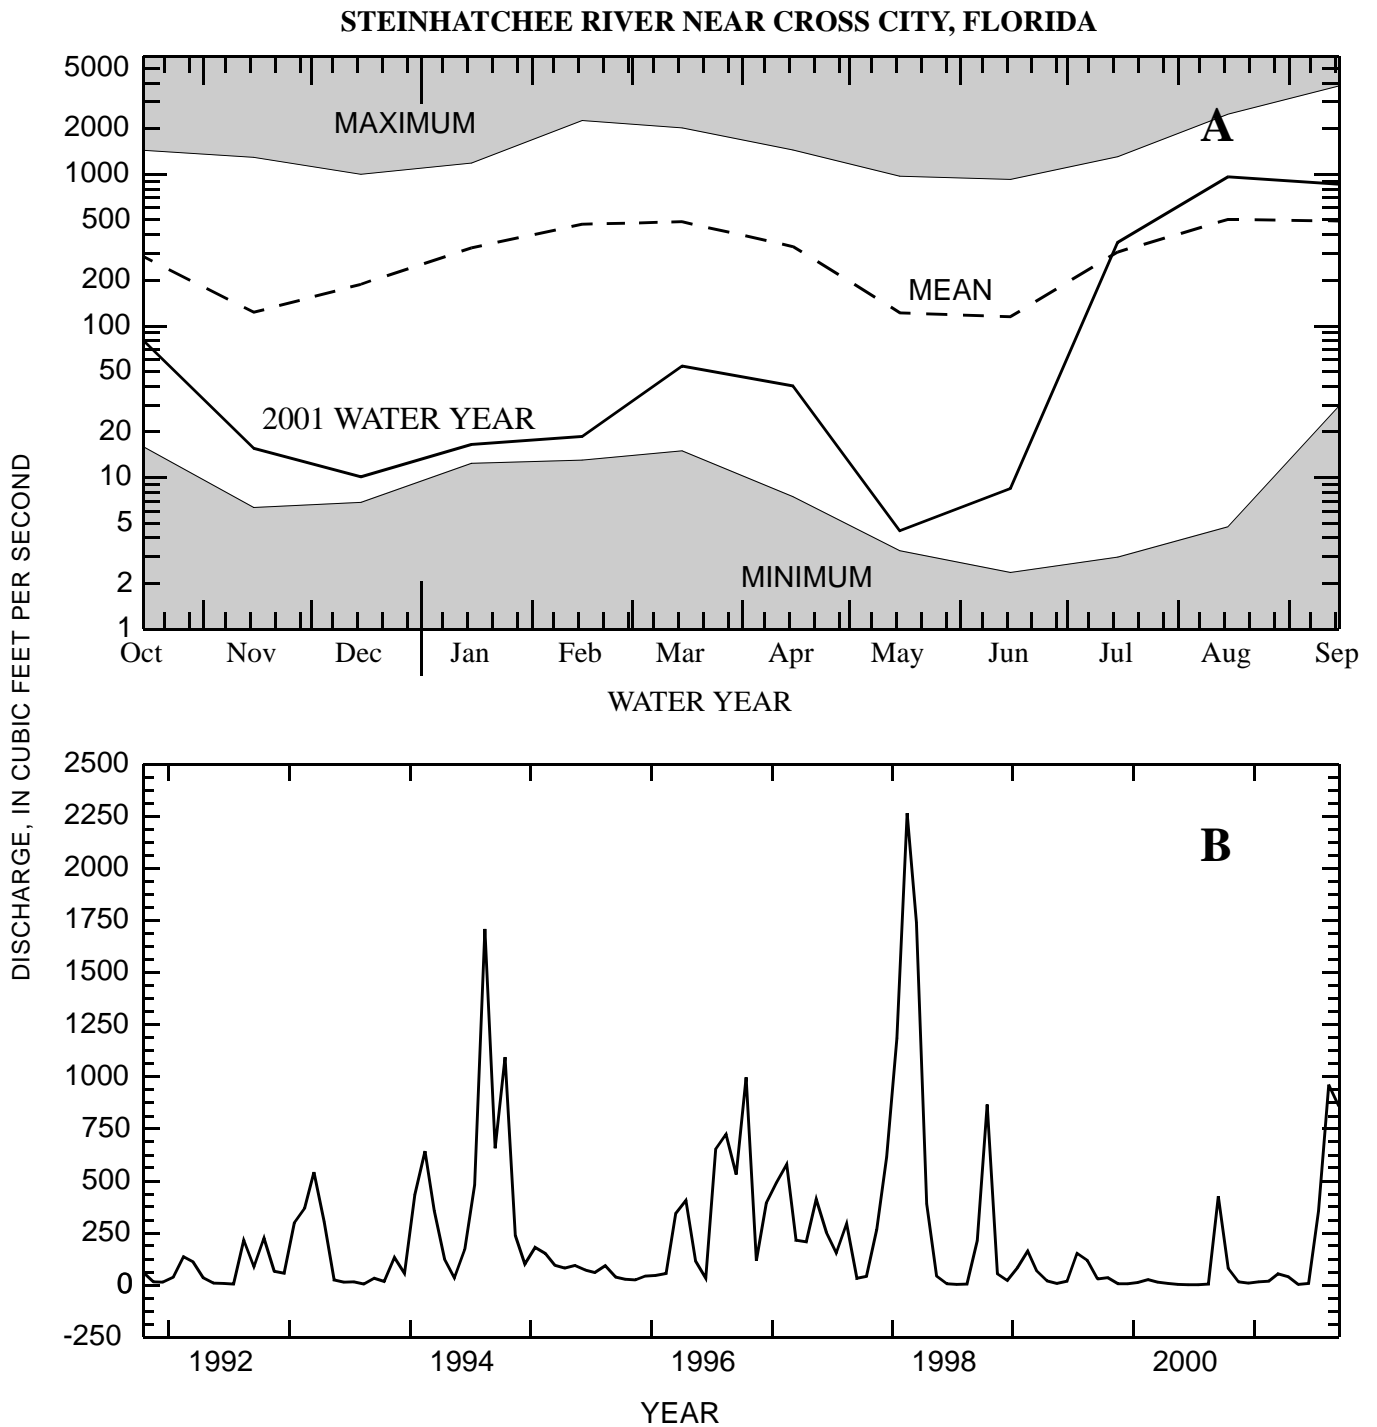 STEINHATCHEE RIVER NEAR CROSS CITY, FLORIDA
5000
2000
1000
500
200
100
50
20
10
5
2
1
MAXIMUM
A
MEAN
2001 WATER YEAR
MINIMUM
Oct Nov Dec Jan Feb Mar Apr May Jun Jul Aug Sep
WATER YEAR
DISCHARGE, IN CUBIC FEET PER SECOND
2500
2250
2000
1750
1500
1250
1000
750
500
250
0
-250
B
1992 1994 1996 1998 2000
YEAR